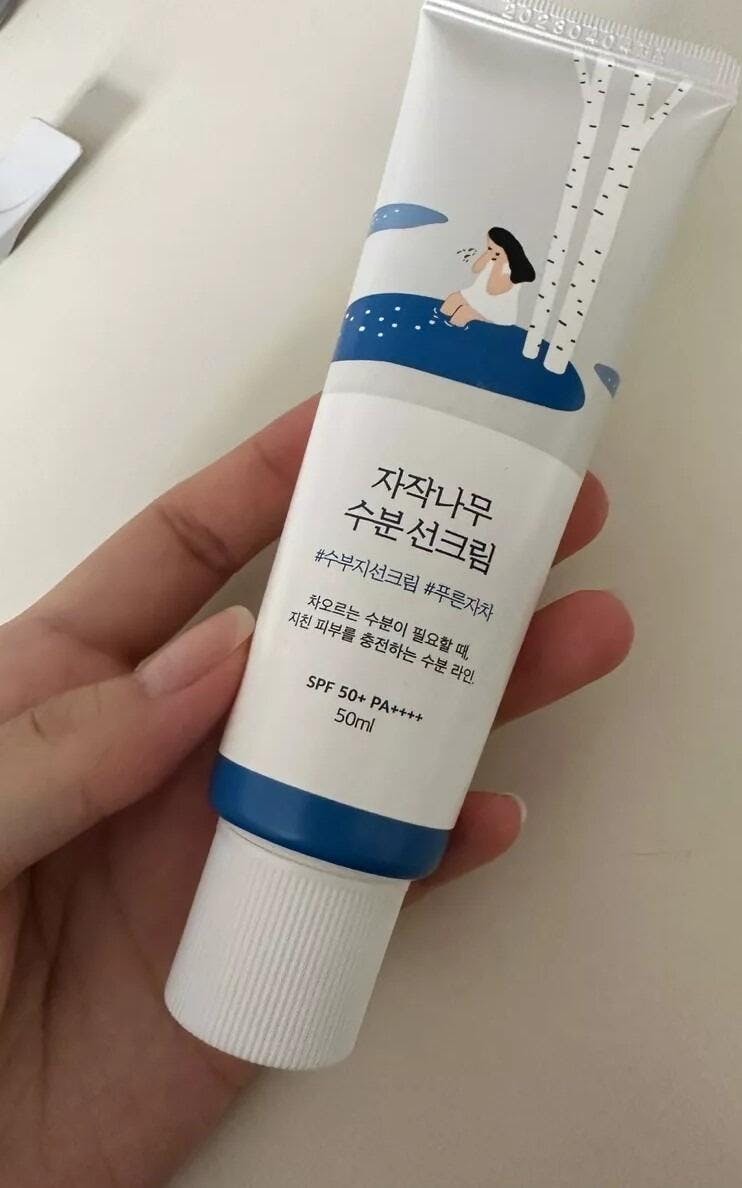 자작나무
수분 선크림
#수부지선크림 #푸른자차
차오르는 수분이 필요할 때,
지친 피부를 충전하는 수분 라인.
SPF 50+ PA++++
50ml